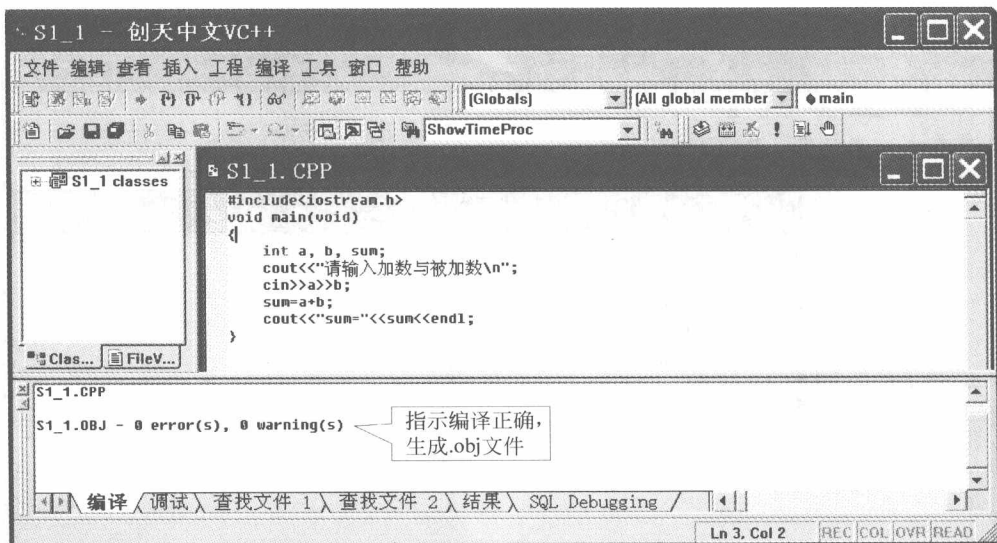 S1_1 - 创天中文VC++
文件 编辑 查看 插入 工程 编译 工具 窗口 整助
[Globals] [All global member main
ShowTimeProc
S1_1 classes
S1_1.CPP
#include<iostream.h>
void main(void)
{
int a, b, sum;
cout<<"请输入加数与被加数\n";
cin>>a>>b;
sum=a+b;
cout<<"sum="<<sum<<endl;
}
Clas... FileV...
S1_1.CPP
S1_1.OBJ - 0 error(s), 0 warning(s)
指示编译正确，
生成.obj文件
编译 调试 查找文件 1 查找文件 2 结果 SQL Debugging
Ln 3, Col 2 REC COL OVR READ